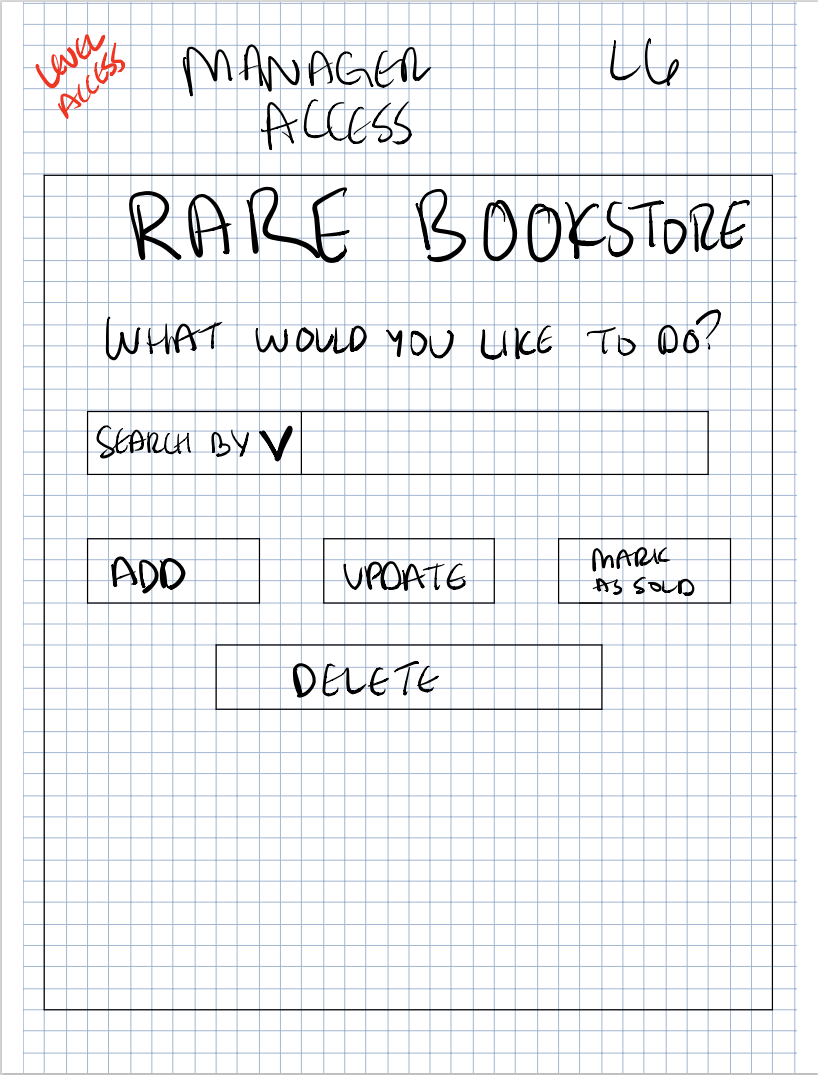 LEVEL
ACCESS
MANAGER
ACCESS
L6
RARE BOOKSTORE
WHAT WOULD YOU LIKE TO DO?
SEARCH BY V
ADD
UPDATE
MARK
AS SOLD
DELETE